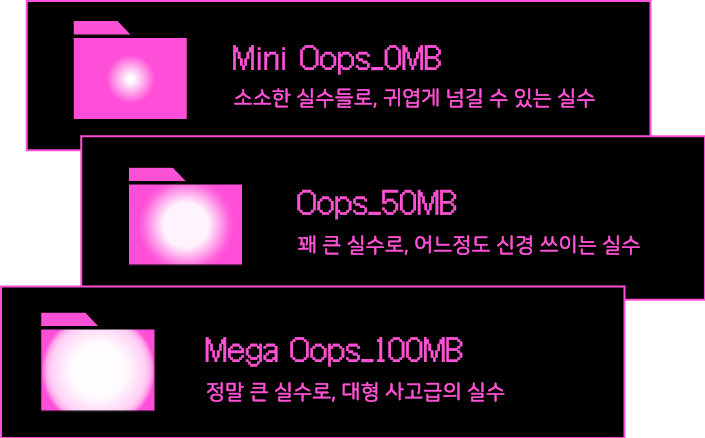 Mini Oops_0MB
소소한 실수들로, 귀엽게 넘길 수 있는 실수
Oops_50MB
꽤 큰 실수로, 어느정도 신경 쓰이는 실수
Mega Oops_100MB
정말 큰 실수로, 대형 사고급의 실수